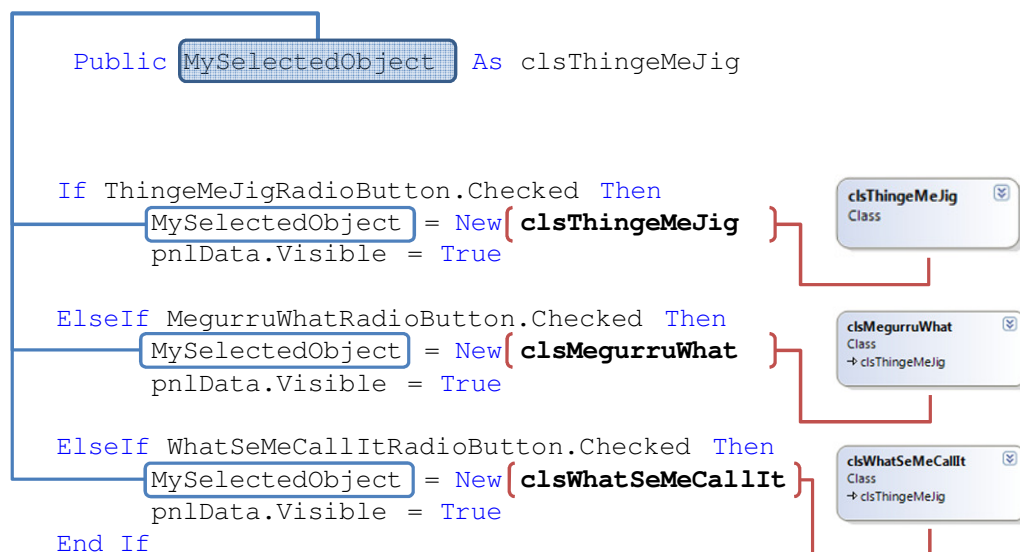 Public MySelectedObject As clsThingeMeJig
If ThingeMeJigRadioButton.Checked Then
MySelectedObject = New clsThingeMeJig
pnlData.Visible = True
clsThingeMeJig
Class
ElseIf MegurruWhatRadioButton.Checked Then
MySelectedObject = New clsMegurruWhat
pnlData.Visible = True
clsMegurruWhat
Class
→ clsThingeMeJig
ElseIf WhatSeMeCallItRadioButton.Checked Then
MySelectedObject = New clsWhatSeMeCallIt
pnlData.Visible = True
End If
clsWhatSeMeCallIt
Class
→ clsThingeMeJig